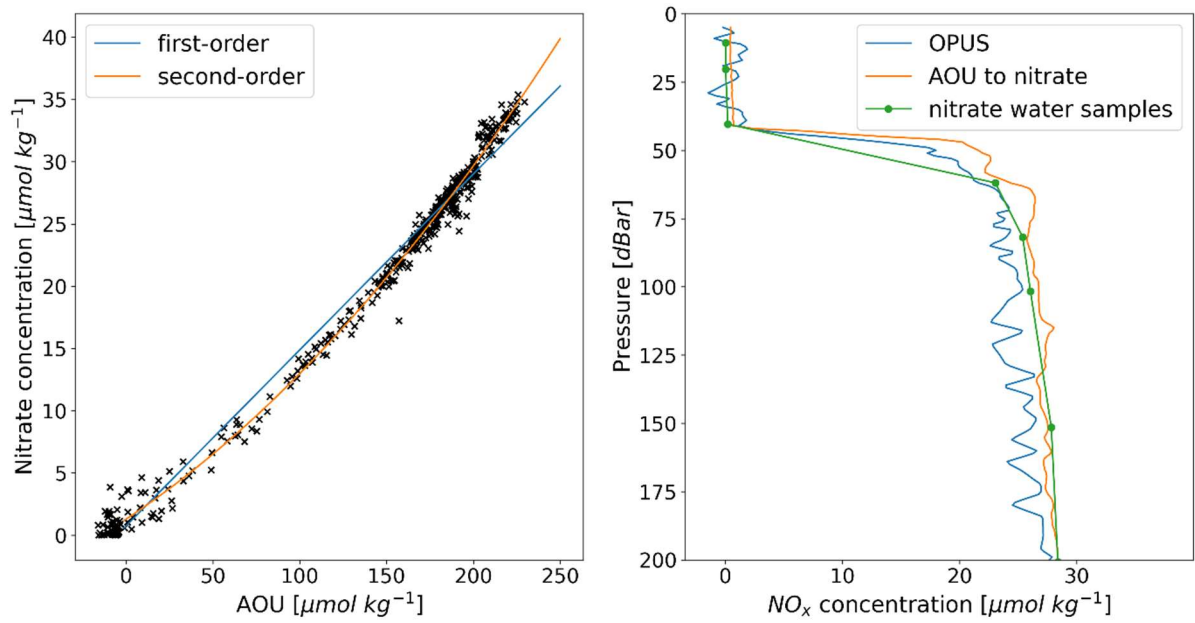 first-order
second-order
Nitrate concentration [μmol kg⁻¹]
40
35
30
25
20
15
10
5
0
0 50 100 150 200 250
AOU [μmol kg⁻¹]
OPUS
AOU to nitrate
nitrate water samples
Pressure [dBar]
0
25
50
75
100
125
150
175
200
0 10 20 30
NOₓ concentration [μmol kg⁻¹]